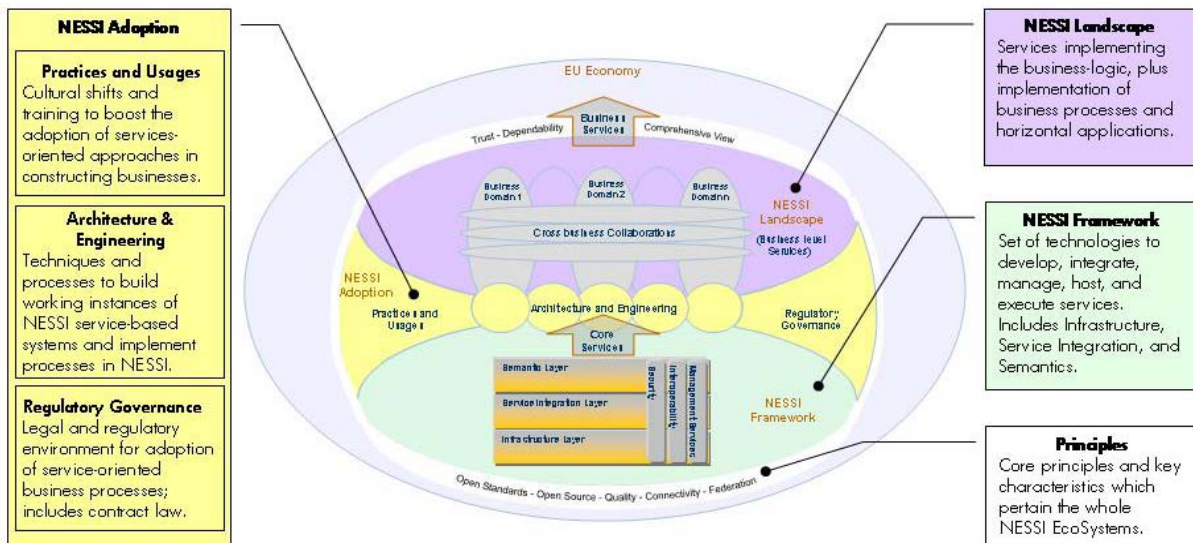 NESSI Adoption
Practices and Usages
Cultural shifts and
training to boost the
adoption of services-
oriented approaches in
constructing businesses.
Architecture &
Engineering
Techniques and
processes to build
working instances of
NESSI service-based
systems and implement
processes in NESSI.
Regulatory Governance
Legal and regulatory
environment for adoption
of service-oriented
business processes;
includes contract law.
EU Economy
Business
Services
Trust - Dependability
Comprehensive View
Business
Domain 1
Business
Domain 2
Business
Domain n
NESSI
Landscape
(Business level
Services)
Cross business Collaborations
NESSI
Adoption
Practices and
Usages
Architecture and Engineering
Regulatory
Governance
Core
Services
Semantic Layer
Service Integration Layer
Infrastructure Layer
Security
Interoperability
Management Services
NESSI
Framework
Open Standards - Open Source - Quality - Connectivity - Federation
NESSI Landscape
Services implementing
the business-logic, plus
implementation of
business processes and
horizontal applications.
NESSI Framework
Set of technologies to
develop, integrate,
manage, host, and
execute services.
Includes Infrastructure,
Service Integration, and
Semantics.
Principles
Core principles and key
characteristics which
pertain the whole
NESSI EcoSystems.